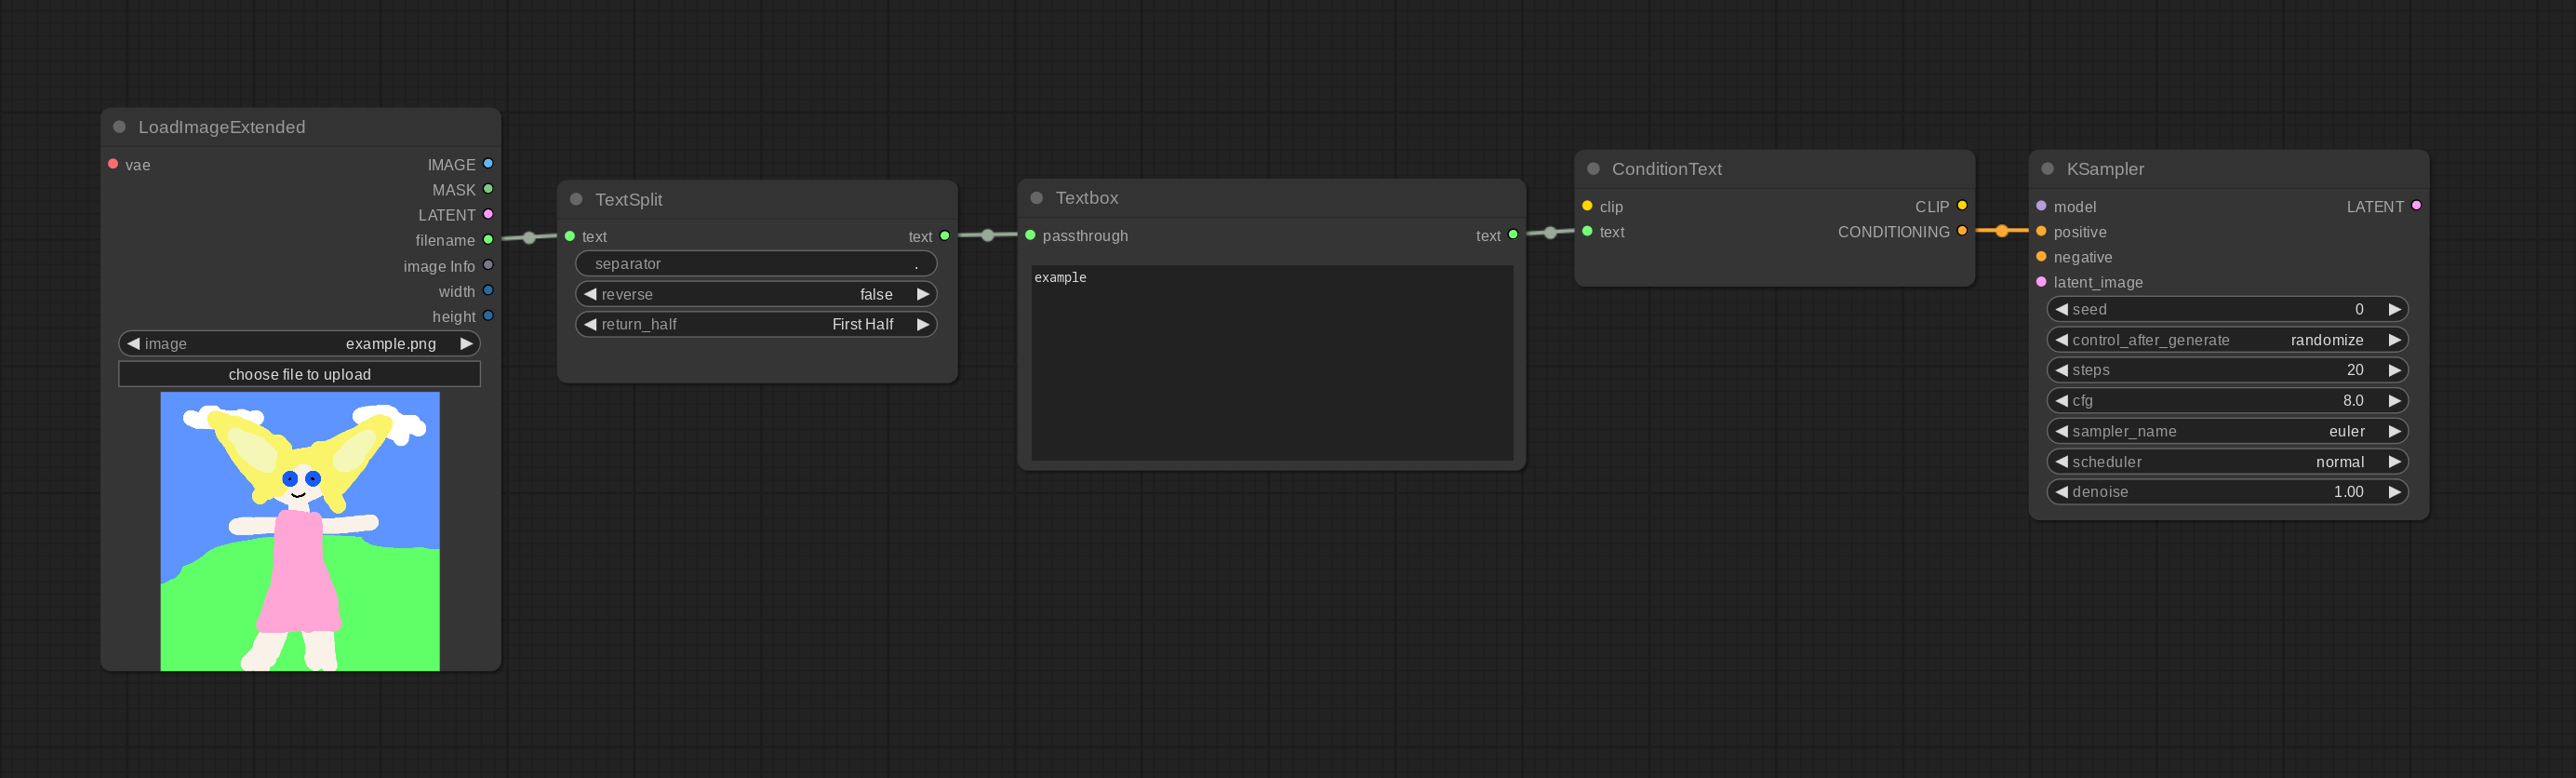 LoadImageExtended
vae IMAGE
MASK
LATENT
filename
image Info
width
height
image example.png
choose file to upload
TextSplit
text text
separator .
reverse false
return_half First Half
Textbox
passthrough text
example
ConditionText
clip CLIP
text CONDITIONING
KSampler
model LATENT
positive
negative
latent_image
seed 0
control_after_generate randomize
steps 20
cfg 8.0
sampler_name euler
scheduler normal
denoise 1.00